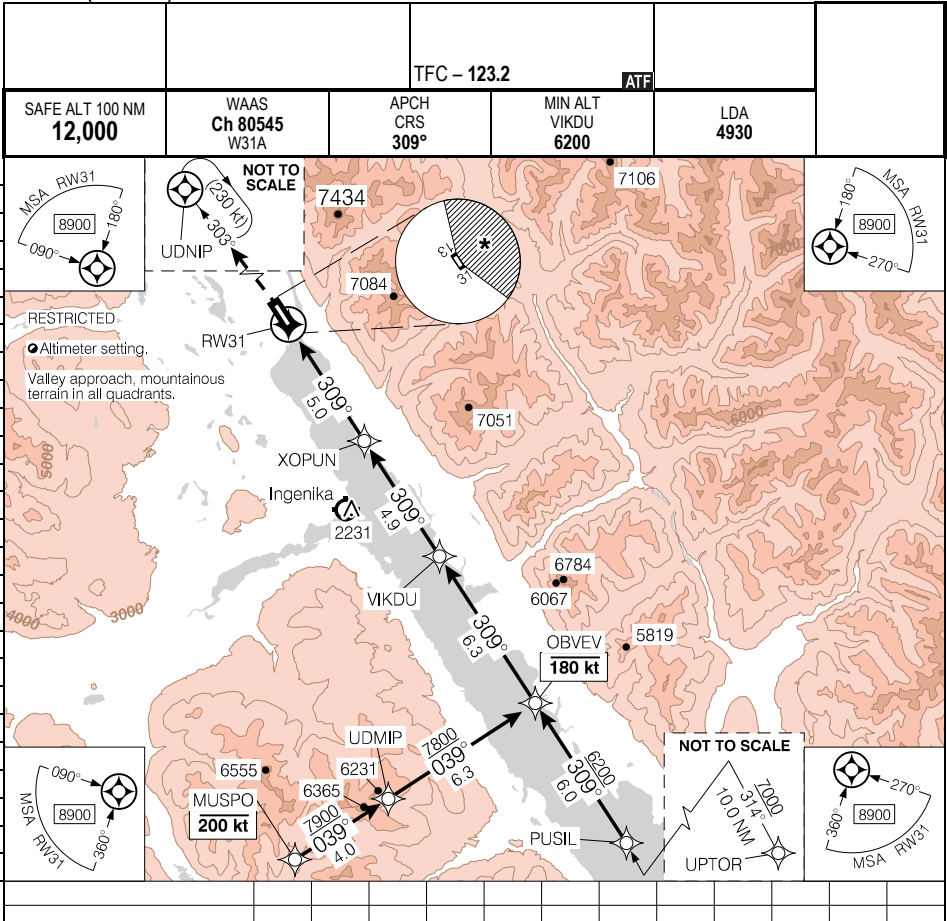 TFC – 123.2
ATF
SAFE ALT 100 NM
12,000
WAAS
Ch 80545
W31A
APCH
CRS
309°
MIN ALT
VIKDU
6200
LDA
4930
MSA RW31
8900
180°
090°
NOT TO
SCALE
(230 kt)
303°
UDNIP
7434
7106
7000
MSA RW31
8900
180°
270°
*
13
31
7084
RESTRICTED
Altimeter setting.
Valley approach, mountainous
terrain in all quadrants.
RW31
309°
5.0
7051
6000
5000
XOPUN
Ingenika
2231
309°
4.9
VIKDU
6784
6067
4000
3000
309°
6.3
5819
OBVEV
180 kt
UDMIP
7800
039°
6.3
6200
309°
6.0
6555
6231
6365
MUSPO
200 kt
7900
039°
4.0
PUSIL
NOT TO SCALE
7000
314°
10.0 NM
UPTOR
090°
8900
360°
MSA RW31
270°
8900
360°
MSA RW31